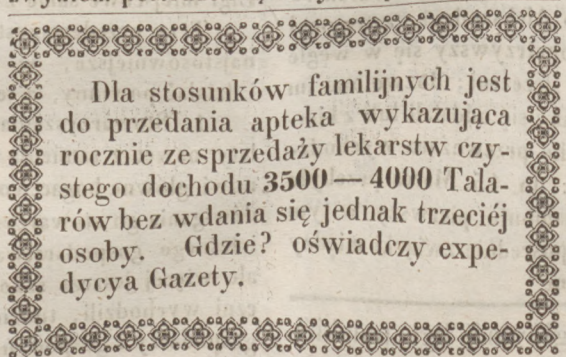 Dla stosunków familijnych jest
do przedania apteka wykazująca
rocznie ze sprzedaży lekarstw czy-
stego dochodu 3500 — 4000 Tala-
rów bez wdania się jednak trzeciéj
osoby. Gdzie? oświadczy expe-
dycya Gazety.